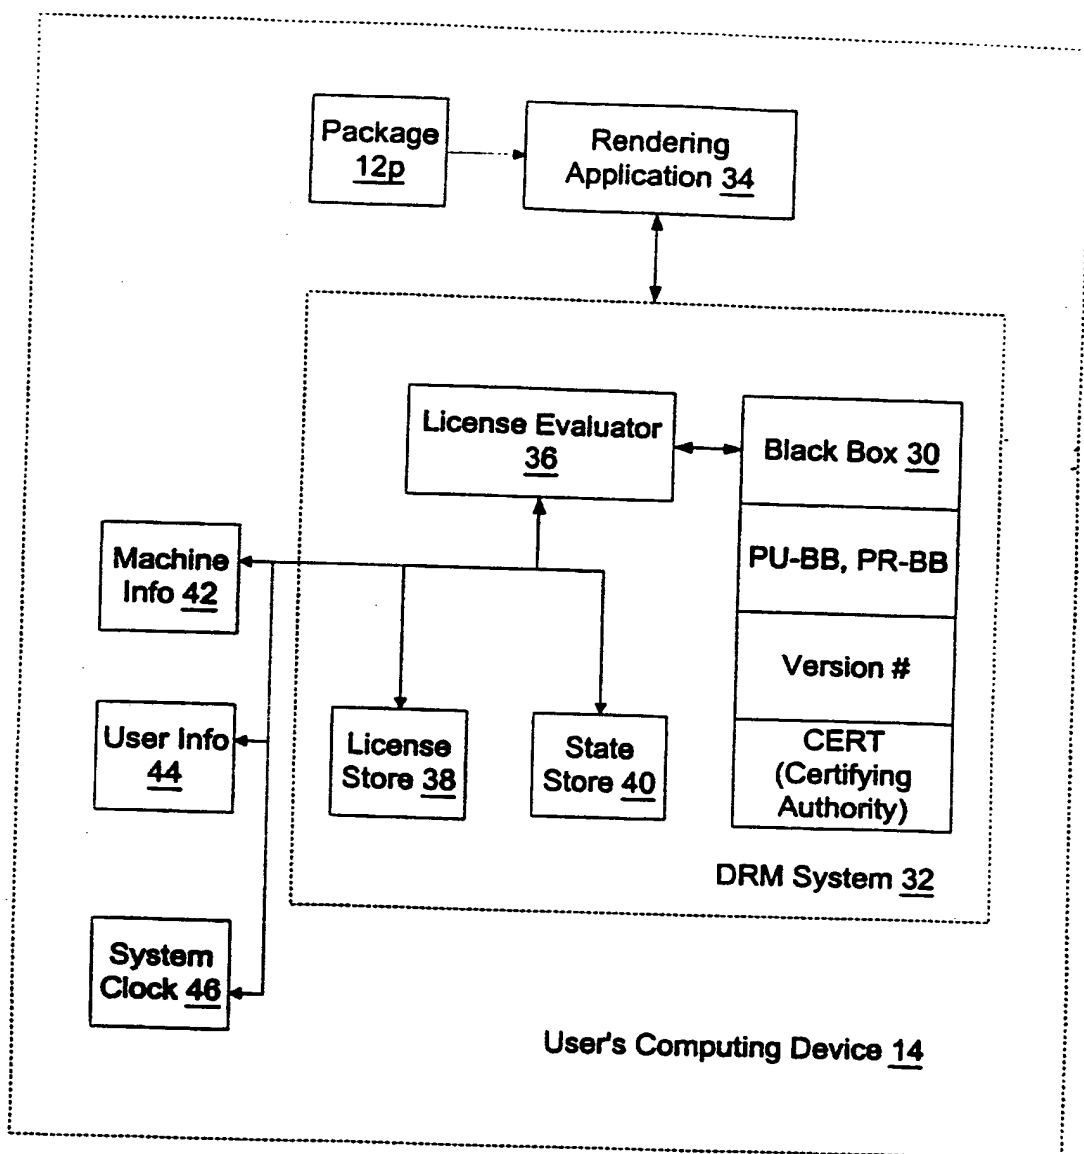 Package
12p
Rendering
Application 34
License Evaluator
36
Black Box 30
PU-BB, PR-BB
Version #
CERT
(Certifying
Authority)
Machine
Info 42
User Info
44
License
Store 38
State
Store 40
DRM System 32
System
Clock 46
User's Computing Device 14